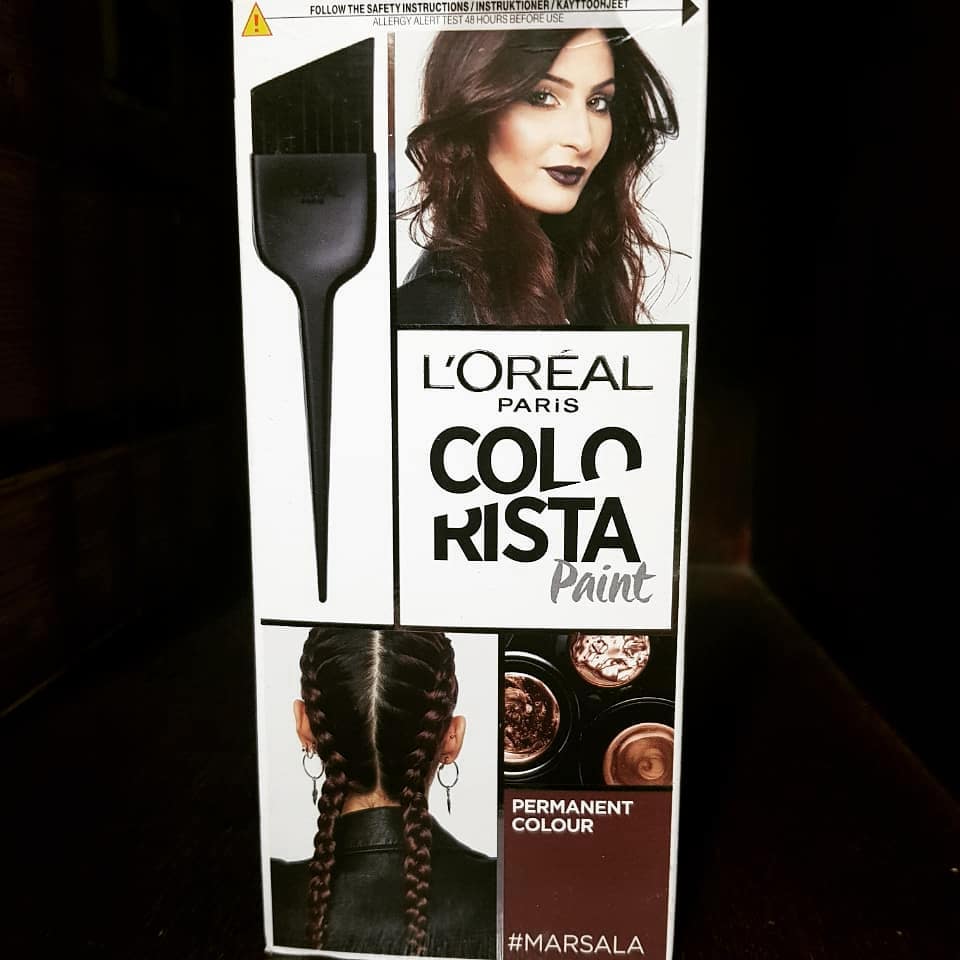 FOLLOW THE SAFETY INSTRUCTIONS / INSTRUKTIONER / KÄYTTÖOHJEET
ALLERGY ALERT TEST 48 HOURS BEFORE USE
L'ORÉAL
PARiS
COLO
RISTA
Paint
PERMANENT
COLOUR
#MARSALA